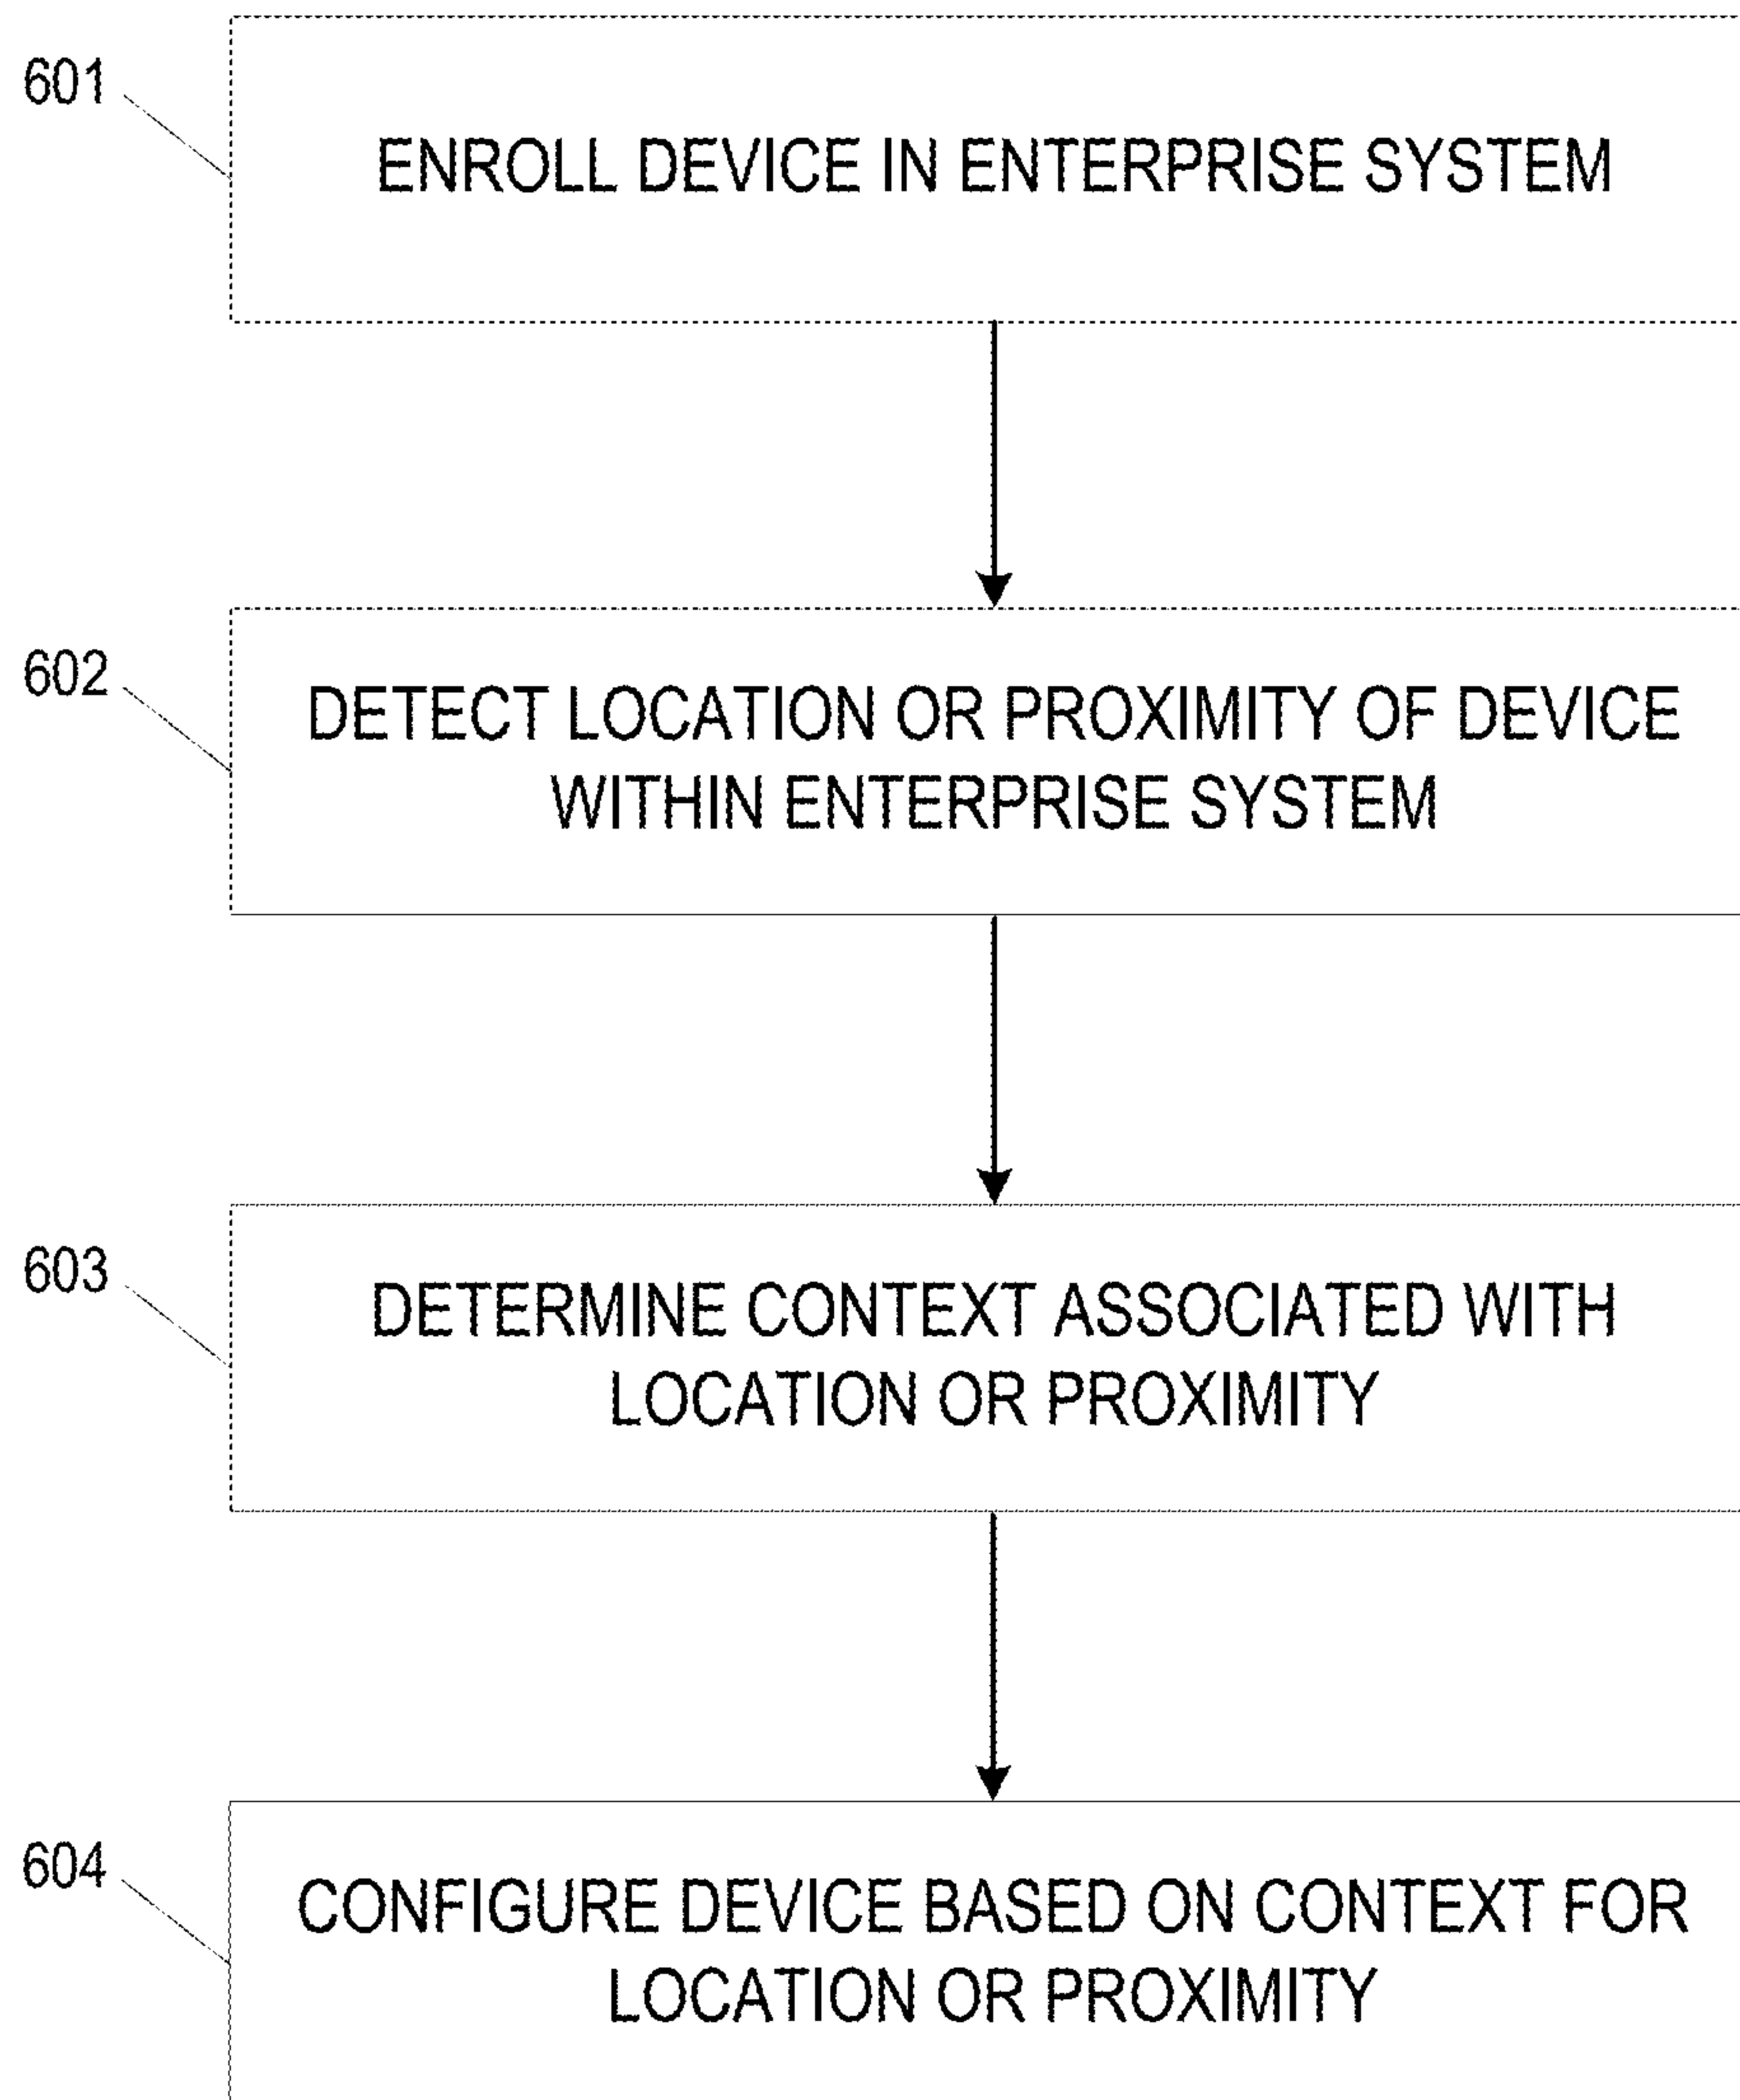 601
ENROLL DEVICE IN ENTERPRISE SYSTEM
602
DETECT LOCATION OR PROXIMITY OF DEVICE
WITHIN ENTERPRISE SYSTEM
603
DETERMINE CONTEXT ASSOCIATED WITH
LOCATION OR PROXIMITY
604
CONFIGURE DEVICE BASED ON CONTEXT FOR
LOCATION OR PROXIMITY